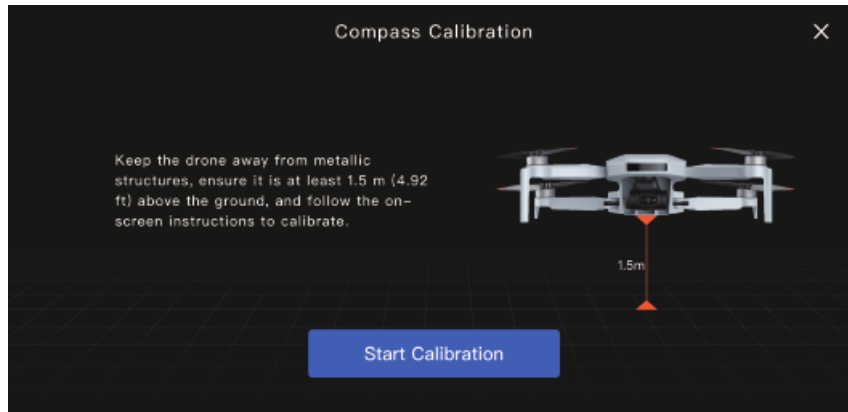 Compass Calibration
Keep the drone away from metallic
structures, ensure it is at least 1.5 m (4.92
ft) above the ground, and follow the on-
screen instructions to calibrate.
1.5m
Start Calibration